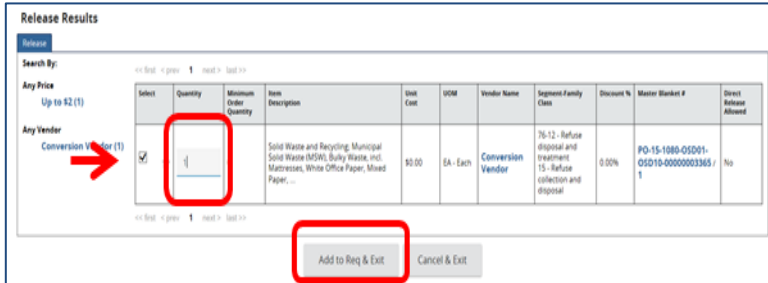 Release Results
Release
Search By:
<< first < prev 1 next > last >>
Any Price
Up to $2 (1)
Any Vendor
Conversion Vendor (1)
Select
Quantity
Minimum
Order
Quantity
Item
Description
Unit
Cost
UOM
Vendor Name
Segment-Family
Class
Discount %
Master Blanket #
Direct
Release
Allowed
1
Solid Waste and Recycling, Municipal
Solid Waste (MSW), Bulky Waste, incl.
Mattresses, White Office Paper, Mixed
Paper, ...
$0.00
EA - Each
Conversion
Vendor
76-12 - Refuse
disposal and
treatment
15 - Refuse
collection and
disposal
0.00%
PO-15-1080-OSD01-
OSD10-00000003365 /
1
No
<< first < prev 1 next > last >>
Add to Req & Exit
Cancel & Exit